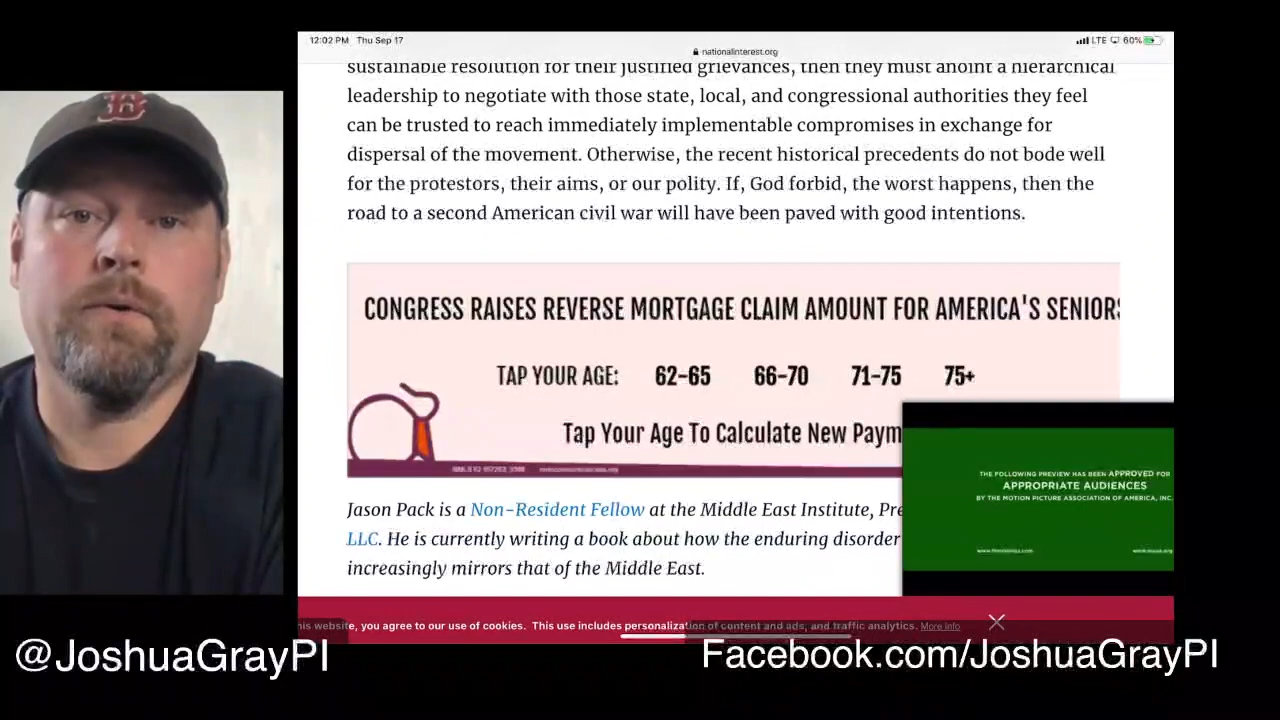 B
12:02 PM Thu Sep 17
LTE 60%
nationalinterest.org
sustainable resolution for their justified grievances, then they must anoint a hierarchical
leadership to negotiate with those state, local, and congressional authorities they feel
can be trusted to reach immediately implementable compromises in exchange for
dispersal of the movement. Otherwise, the recent historical precedents do not bode well
for the protestors, their aims, or our polity. If, God forbid, the worst happens, then the
road to a second American civil war will have been paved with good intentions.
CONGRESS RAISES REVERSE MORTGAGE CLAIM AMOUNT FOR AMERICA'S SENIORS
TAP YOUR AGE: 62-65 66-70 71-75 75+
Tap Your Age To Calculate New Paym
THE FOLLOWING PREVIEW HAS BEEN APPROVED FOR
APPROPRIATE AUDIENCES
BY THE MOTION PICTURE ASSOCIATION OF AMERICA, INC.
Jason Pack is a Non-Resident Fellow at the Middle East Institute, Pre
LLC. He is currently writing a book about how the enduring disorder
increasingly mirrors that of the Middle East.
his website, you agree to our use of cookies. This use includes personalization of content and ads, and traffic analytics. More info
@JoshuaGrayPI
Facebook.com/JoshuaGrayPI